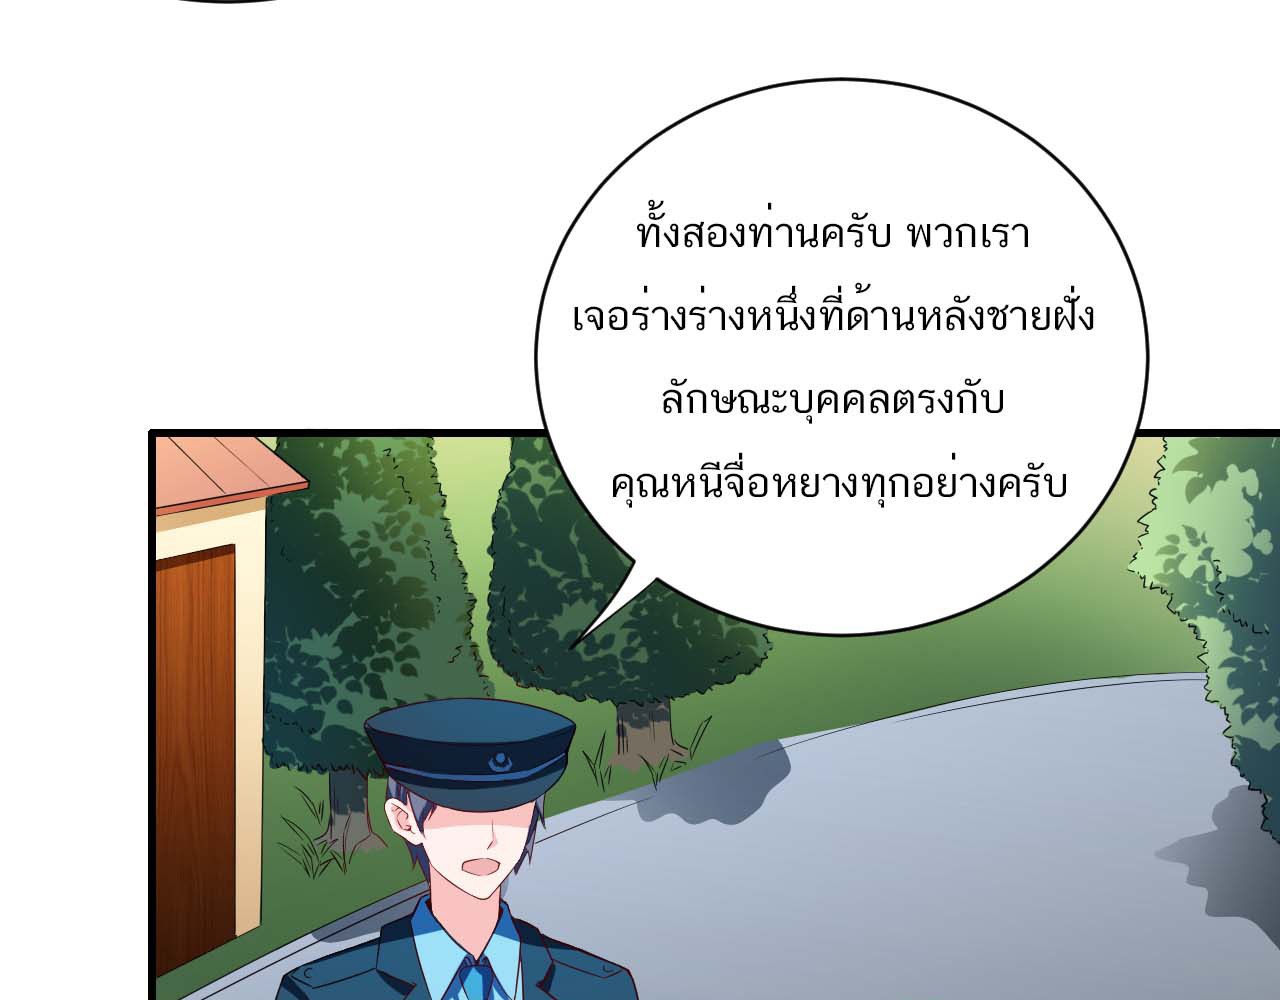 ทั้งสองท่านครับ พวกเรา
เจอร่างร่างหนึ่งที่ด้านหลังชายฝั่ง
ลักษณะบุคคลตรงกับ
คุณหนีจื่อหยางทุกอย่างครับ